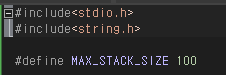 #include<stdio.h>
#include<string.h>
#define MAX_STACK_SIZE 100